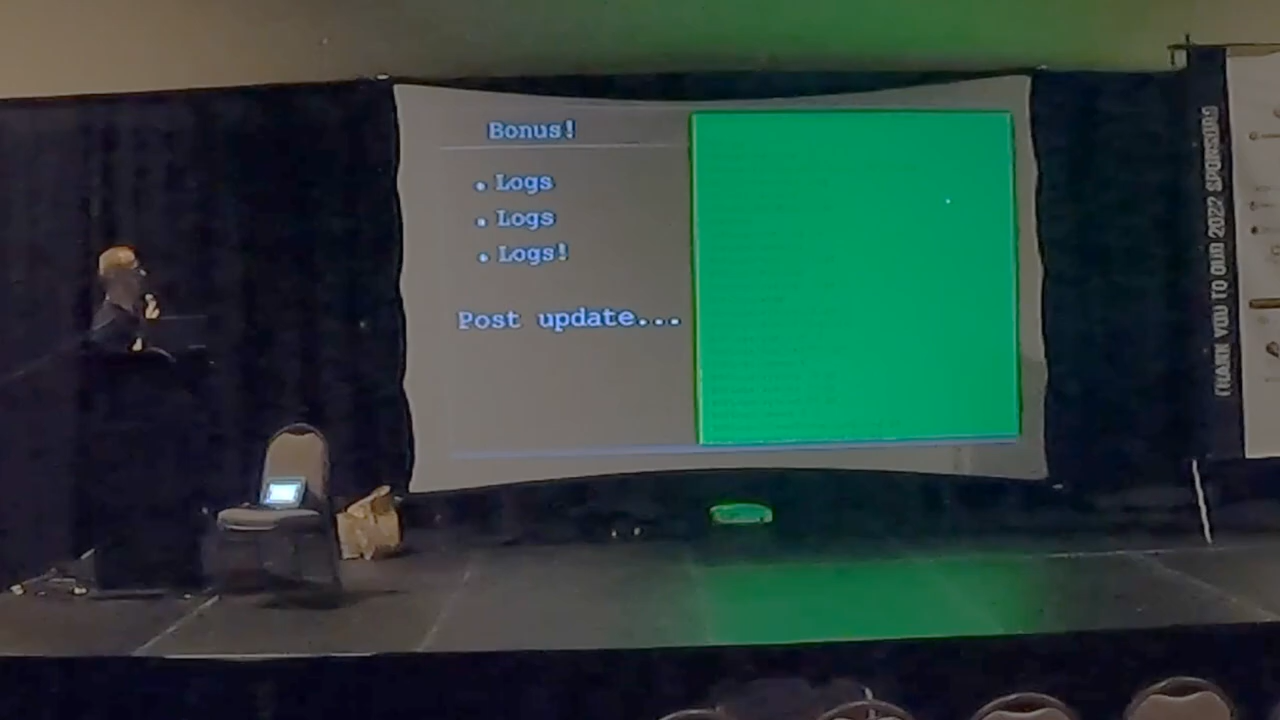 Bonus!
• Logs
• Logs
• Logs!
Post update...
THANK YOU TO OUR 2022 SPONSORS